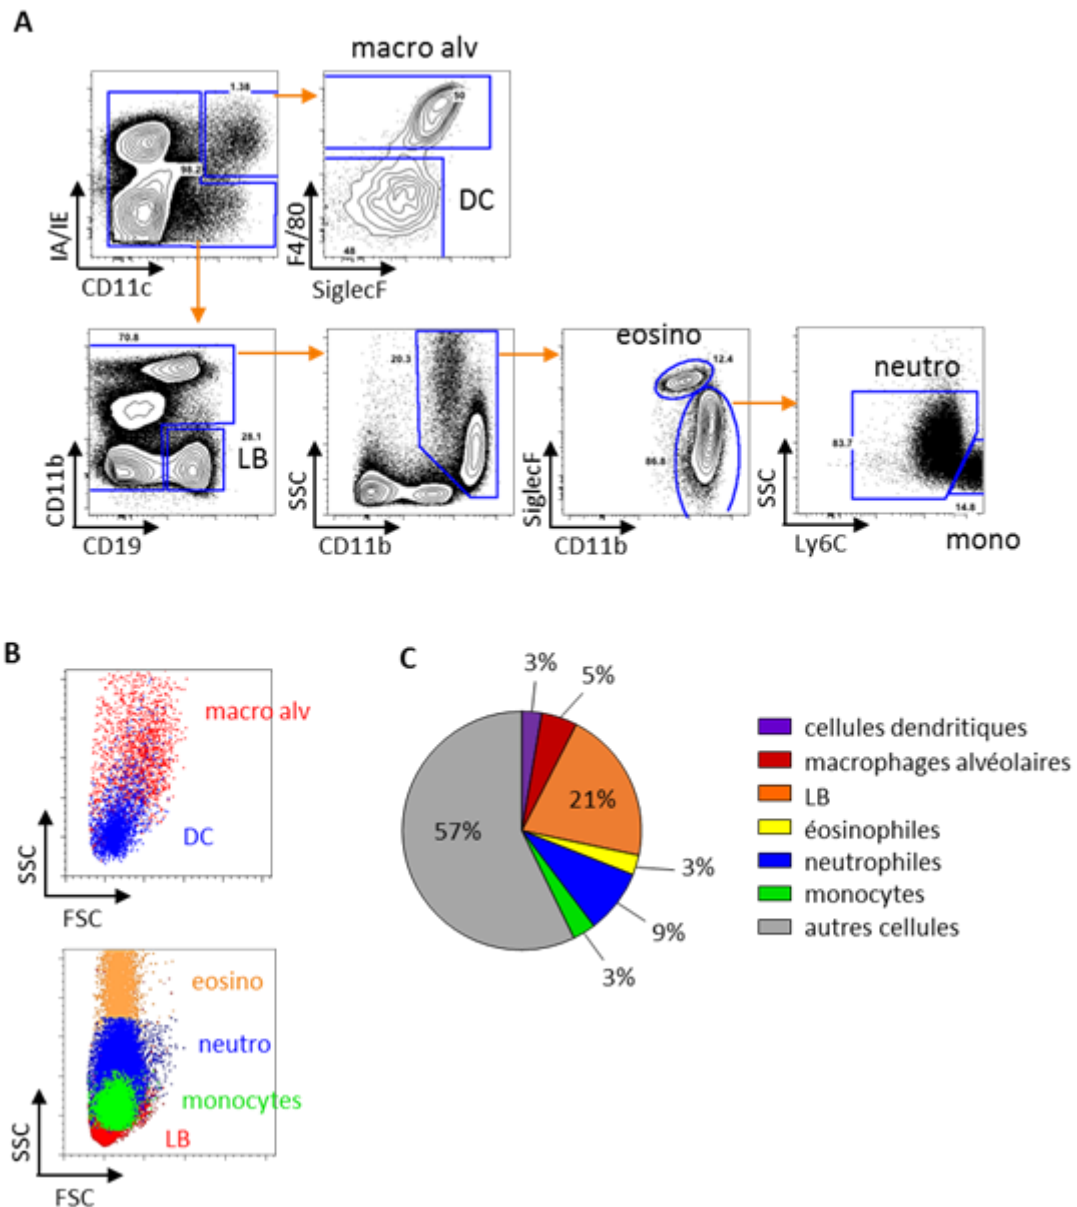 A
macro alv
1.38
98.2
IA/IE
CD11c
50
DC
48
F4/80
SiglecF
70.8
28.1
LB
CD11b
CD19
20.3
SSC
CD11b
eosino
12.4
86.8
SiglecF
CD11b
neutro
83.7
14.8
SSC
Ly6C
mono
B
macro alv
DC
SSC
FSC
eosino
neutro
monocytes
LB
SSC
FSC
C
3%
5%
21%
57%
3%
9%
3%
cellules dendritiques
macrophages alvéolaires
LB
éosinophiles
neutrophiles
monocytes
autres cellules